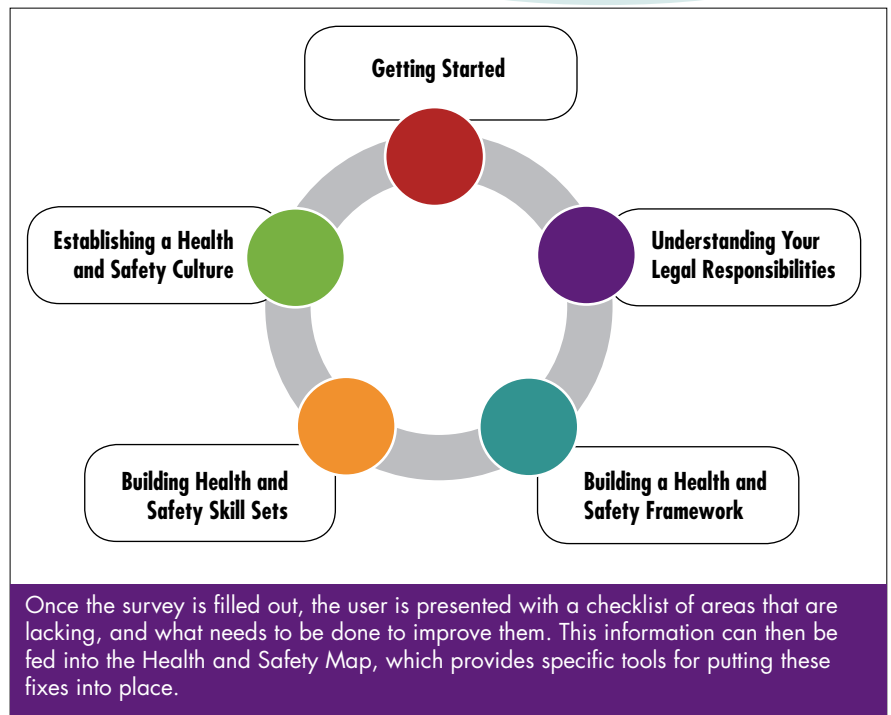 Getting Started
Understanding Your
Legal Responsibilities
Building a Health and
Safety Framework
Building Health and
Safety Skill Sets
Establishing a Health
and Safety Culture
Once the survey is filled out, the user is presented with a checklist of areas that are
lacking, and what needs to be done to improve them. This information can then be
fed into the Health and Safety Map, which provides specific tools for putting these
fixes into place.